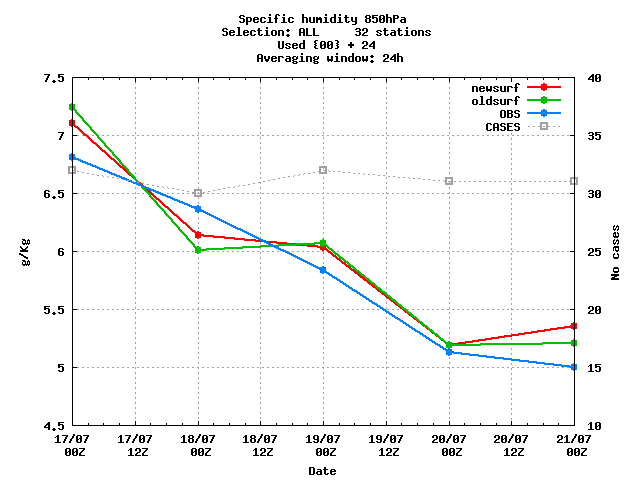 Specific humidity 850hPa
Selection: ALL     32 stations
Used {00} + 24
Averaging window: 24h
7.5
7
6.5
6
5.5
5
4.5
g/Kg
40
35
30
25
20
15
10
No cases
newsurf
oldsurf
OBS
CASES
17/07 17/07 18/07 18/07 19/07 19/07 20/07 20/07 21/07
00Z 12Z 00Z 12Z 00Z 12Z 00Z 12Z 00Z
Date